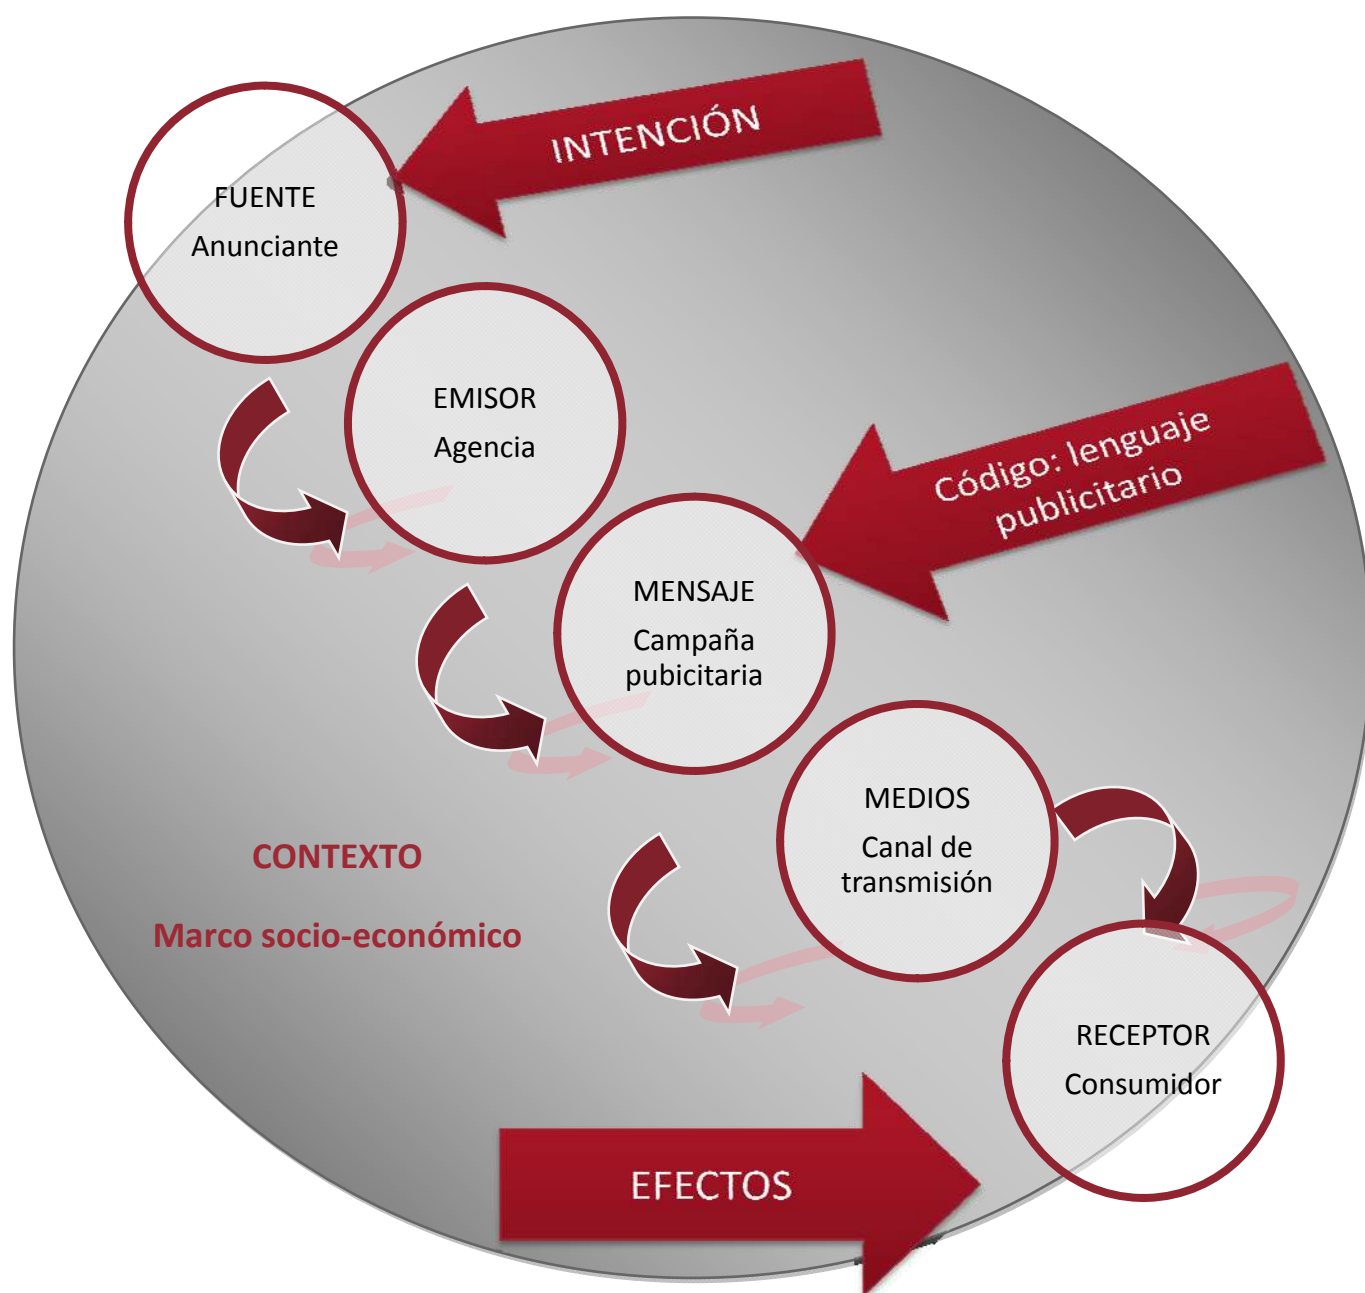 INTENCIÓN
FUENTE
Anunciante
EMISOR
Agencia
Código: lenguaje
publicitario
MENSAJE
Campaña
pubicitaria
MEDIOS
Canal de
transmisión
CONTEXTO
Marco socio-económico
RECEPTOR
Consumidor
EFECTOS